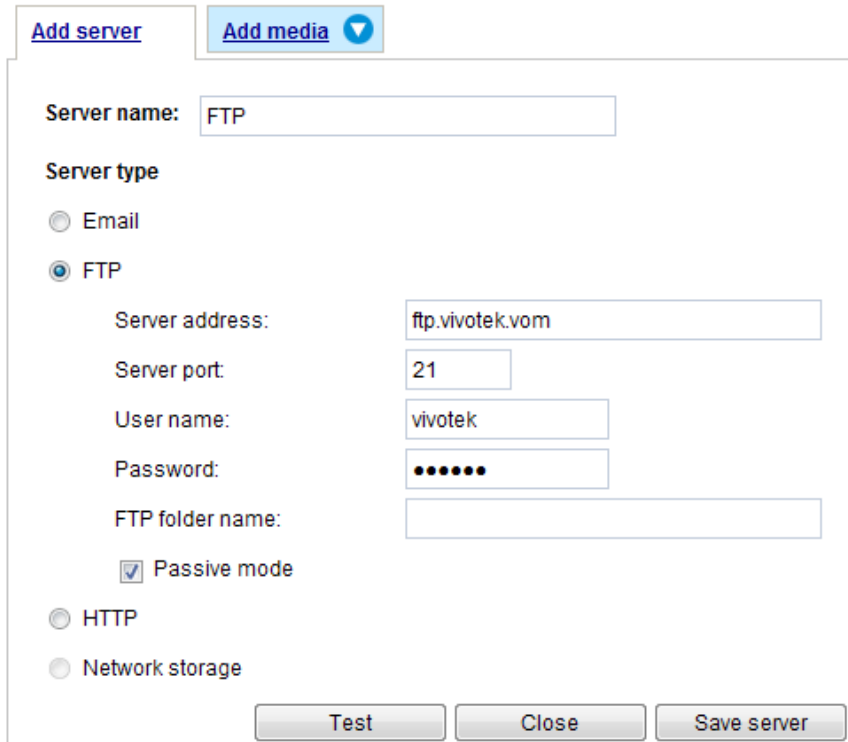 Add server Add media
Server name: FTP
Server type
Email
FTP
Server address: ftp.vivotek.vom
Server port: 21
User name: vivotek
Password: ●●●●●●
FTP folder name:
Passive mode
HTTP
Network storage
Test Close Save server